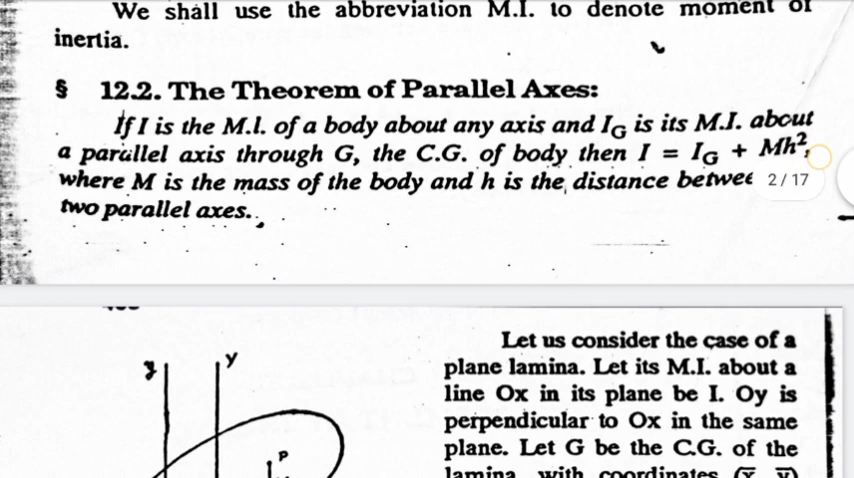 We shall use the abbreviation M.I. to denote moment of
inertia.
§ 12.2. The Theorem of Parallel Axes:
If I is the M.I. of a body about any axis and I_G is its M.I. about
a parallel axis through G, the C.G. of body then I = I_G + Mh²,
where M is the mass of the body and h is the distance
2 / 17
two parallel axes.
Let us consider the case of a
plane lamina. Let its M.I. about a
line Ox in its plane be I. Oy is
perpendicular to Ox in the same
plane. Let G be the C.G. of the
lamina with coordinates (x̅, y̅)
y
Y
P